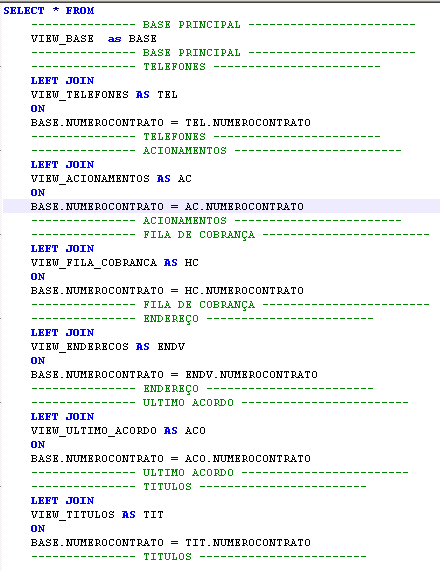 SELECT * FROM
--------------- BASE PRINCIPAL ------------------------
VIEW_BASE  as BASE
--------------- BASE PRINCIPAL ------------------------
--------------- TELEFONES ------------------------
LEFT JOIN
VIEW_TELEFONES AS TEL
ON
BASE.NUMEROCONTRATO = TEL.NUMEROCONTRATO
--------------- TELEFONES ------------------------
--------------- ACIONAMENTOS ------------------------
LEFT JOIN
VIEW_ACIONAMENTOS AS AC
ON
BASE.NUMEROCONTRATO = AC.NUMEROCONTRATO
--------------- ACIONAMENTOS ------------------------
--------------- FILA DE COBRANÇA ------------------------
LEFT JOIN
VIEW_FILA_COBRANCA AS HC
ON
BASE.NUMEROCONTRATO = HC.NUMEROCONTRATO
--------------- FILA DE COBRANÇA ------------------------
--------------- ENDEREÇO ------------------------
LEFT JOIN
VIEW_ENDERECOS AS ENDV
ON
BASE.NUMEROCONTRATO = ENDV.NUMEROCONTRATO
--------------- ENDEREÇO ------------------------
--------------- ULTIMO ACORDO ------------------------
LEFT JOIN
VIEW_ULTIMO_ACORDO AS ACO
ON
BASE.NUMEROCONTRATO = ACO.NUMEROCONTRATO
--------------- ULTIMO ACORDO ------------------------
--------------- TITULOS ------------------------
LEFT JOIN
VIEW_TITULOS AS TIT
ON
BASE.NUMEROCONTRATO = TIT.NUMEROCONTRATO
--------------- TITULOS ------------------------